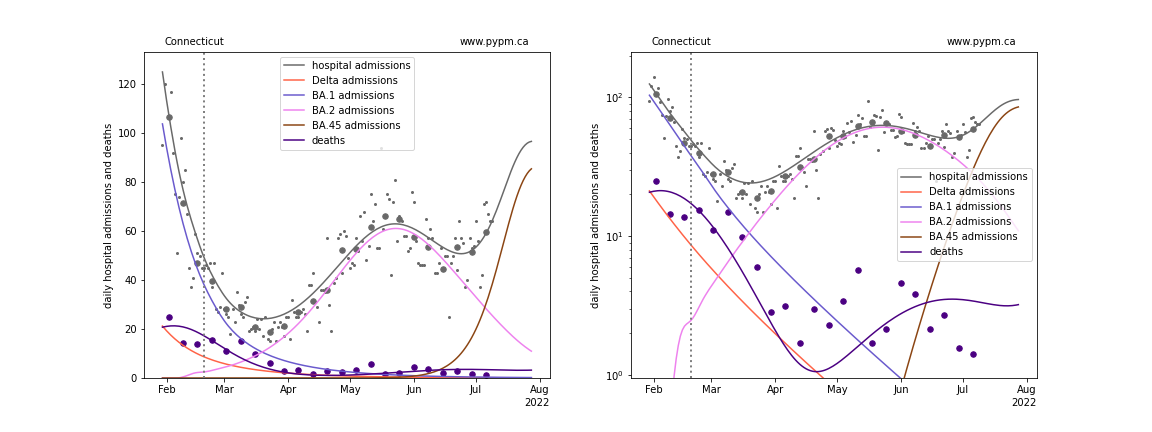 Connecticut www.pypm.ca
daily hospital admissions and deaths
120
100
80
60
40
20
0
hospital admissions
Delta admissions
BA.1 admissions
BA.2 admissions
BA.45 admissions
deaths
Feb Mar Apr May Jun Jul Aug
2022
Connecticut www.pypm.ca
daily hospital admissions and deaths
10²
10¹
10⁰
hospital admissions
Delta admissions
BA.1 admissions
BA.2 admissions
BA.45 admissions
deaths
Feb Mar Apr May Jun Jul Aug
2022